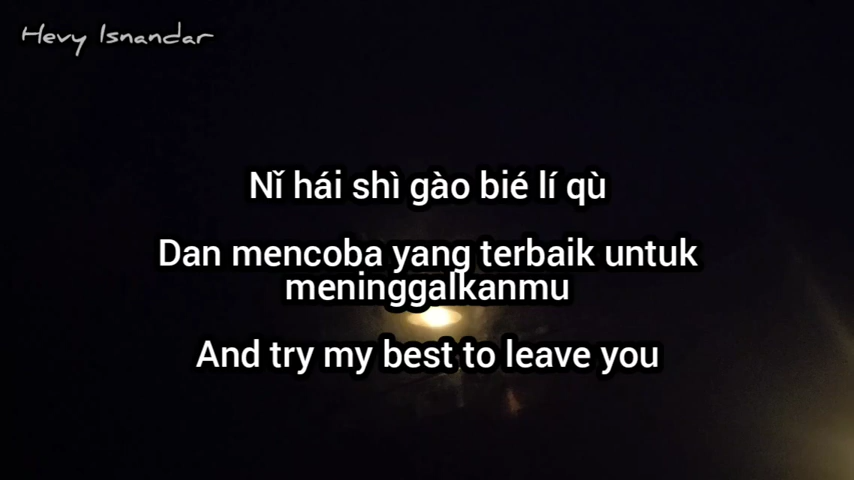 Hevy Isnandar
Nǐ hái shì gào bié lí qù
Dan mencoba yang terbaik untuk
meninggalkanmu
And try my best to leave you